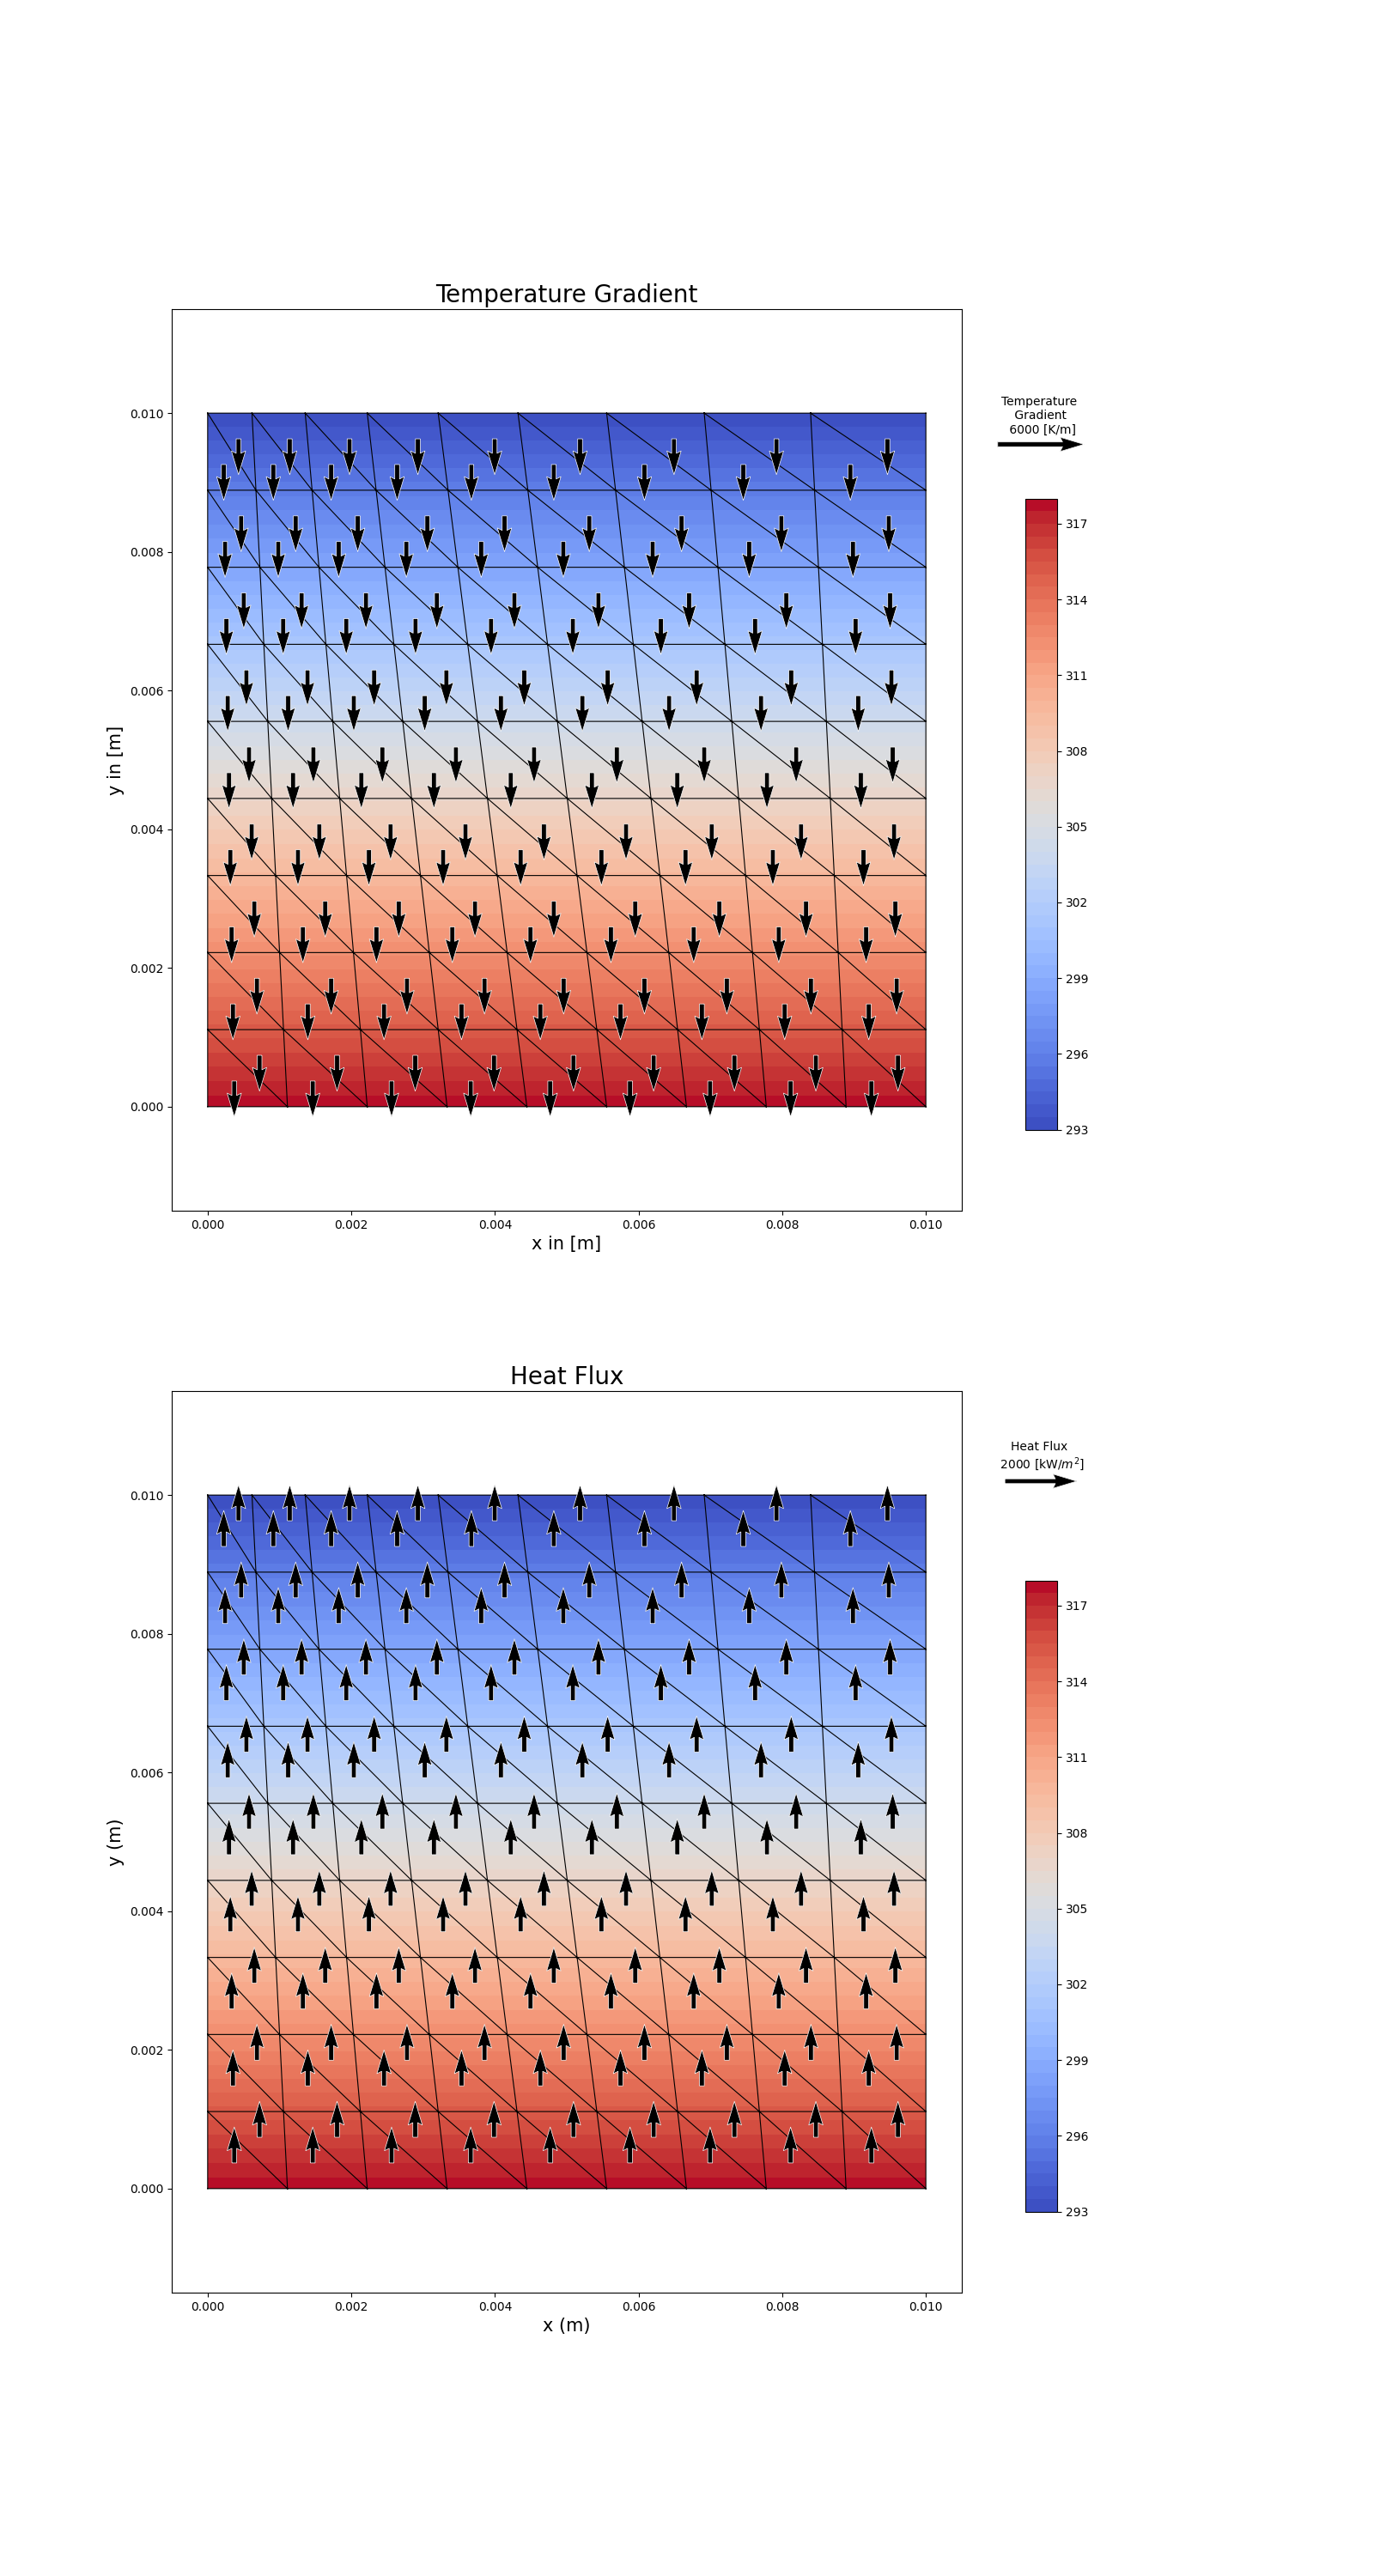 Temperature Gradient
0.010
0.008
0.006
0.004
0.002
0.000
y in [m]
0.000 0.002 0.004 0.006 0.008 0.010
x in [m]
Temperature
Gradient
6000 [K/m]
317
314
311
308
305
302
299
296
293
Heat Flux
0.010
0.008
0.006
0.004
0.002
0.000
y (m)
0.000 0.002 0.004 0.006 0.008 0.010
x (m)
Heat Flux
2000 [kW/m²]
317
314
311
308
305
302
299
296
293